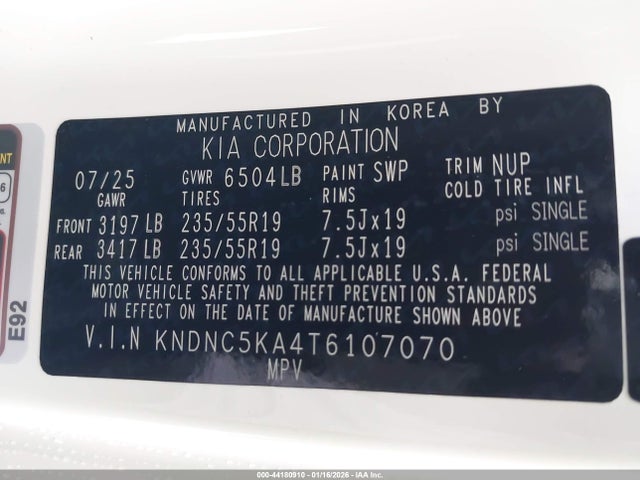 MANUFACTURED IN KOREA BY
KIA CORPORATION
07/25 GVWR 6504LB PAINT SWP TRIM NUP
GAWR TIRES RIMS COLD TIRE INFL
FRONT 3197 LB 235/55R19 7.5Jx19 psi SINGLE
REAR 3417 LB 235/55R19 7.5Jx19 psi SINGLE
THIS VEHICLE CONFORMS TO ALL APPLICABLE U.S.A. FEDERAL
MOTOR VEHICLE SAFETY AND THEFT PREVENTION STANDARDS
IN EFFECT ON THE DATE OF MANUFACTURE SHOWN ABOVE
V.I.N KNDNC5KA4T6107070
MPV
E92
000-44180910 - 01/16/2026 - IAA Inc.